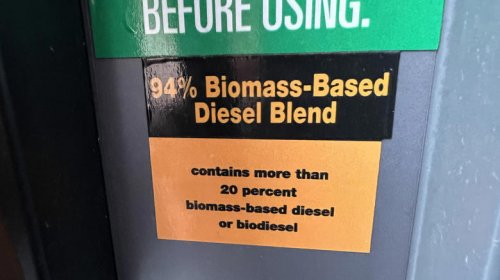 BEFORE USING.
94% Biomass-Based
Diesel Blend
contains more than
20 percent
biomass-based diesel
or biodiesel